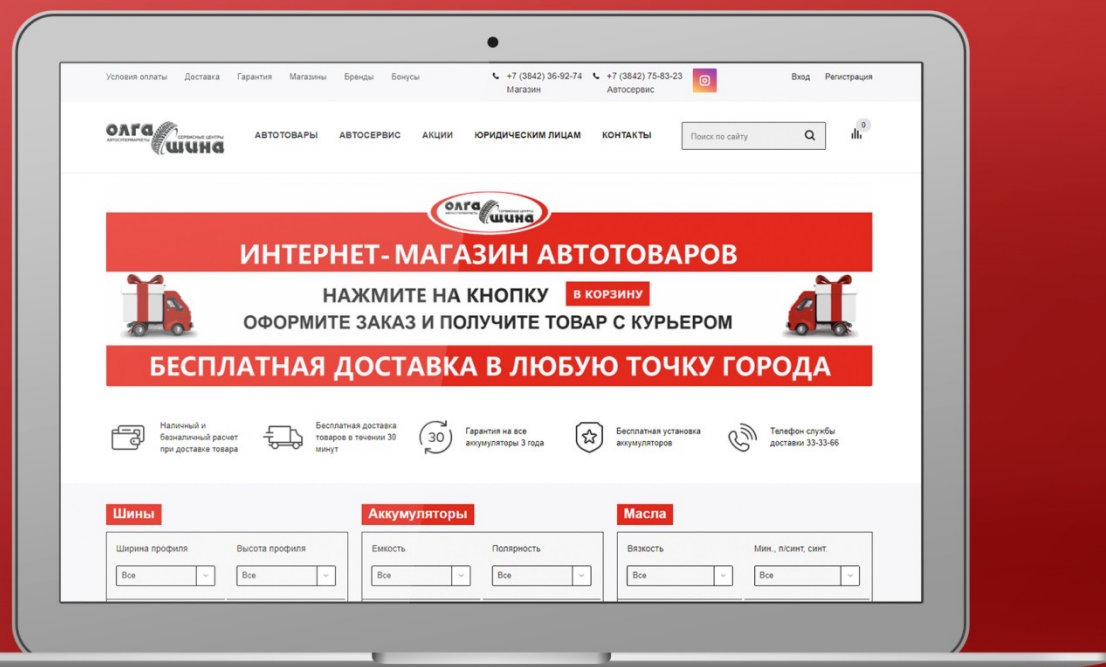 Условия оплаты Доставка Гарантия Магазины Бренды Бонусы
+7 (3842) 36-92-74
Магазин
+7 (3842) 75-83-23
Автосервис
Вход Регистрация
олга
шина
СЕРВИСНЫЕ ЦЕНТРЫ
АВТОСУПЕРМАРКЕТЫ
АВТОТОВАРЫ АВТОСЕРВИС АКЦИИ ЮРИДИЧЕСКИМ ЛИЦАМ КОНТАКТЫ
Поиск по сайту
0
олга
шина
ИНТЕРНЕТ- МАГАЗИН АВТОТОВАРОВ
НАЖМИТЕ НА КНОПКУ В КОРЗИНУ
ОФОРМИТЕ ЗАКАЗ И ПОЛУЧИТЕ ТОВАР С КУРЬЕРОМ
БЕСПЛАТНАЯ ДОСТАВКА В ЛЮБУЮ ТОЧКУ ГОРОДА
Наличный и
безналичный расчет
при доставке товара
Бесплатная доставка
товаров в течении 30
минут
30
Гарантия на все
аккумуляторы 3 года
Бесплатная установка
аккумуляторов
Телефон службы
доставки 33-33-66
Шины
Ширина профиля Высота профиля
Все Все
Аккумуляторы
Емкость Полярность
Все Все
Масла
Вязкость Мин., п/синт, синт.
Все Все